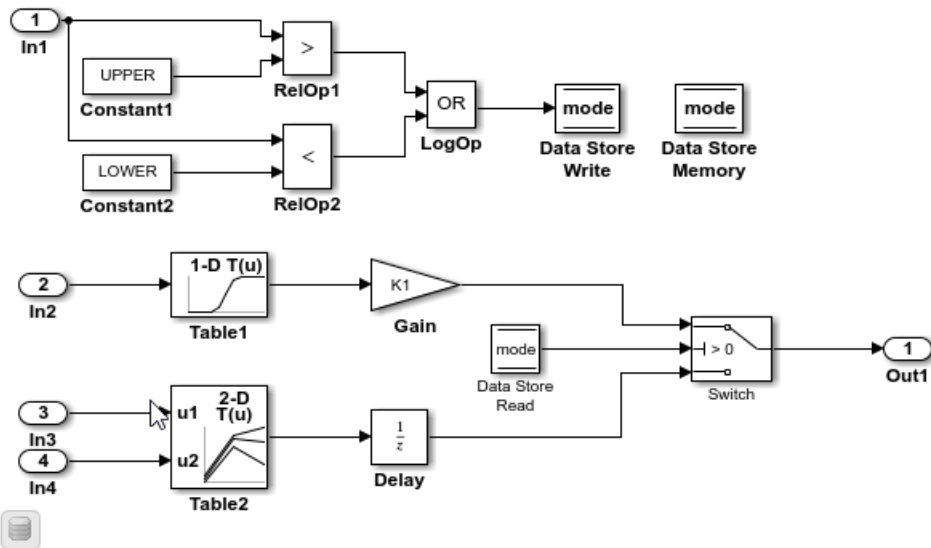 1
In1
UPPER
Constant1
>
RelOp1
LOWER
Constant2
<
RelOp2
OR
LogOp
mode
Data Store
Write
mode
Data Store
Memory
2
In2
1-D T(u)
Table1
K1
Gain
mode
Data Store
Read
> 0
Switch
1
Out1
3
In3
4
In4
u1
u2
2-D
T(u)
Table2
1
z
Delay